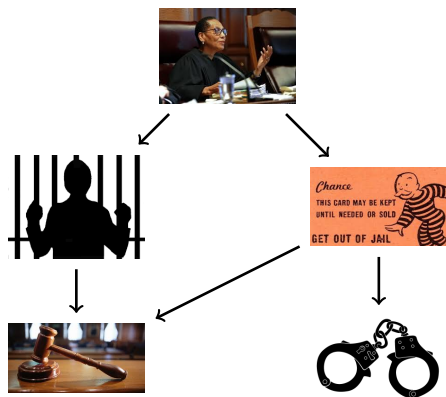 Chance
THIS CARD MAY BE KEPT
UNTIL NEEDED OR SOLD
GET OUT OF JAIL